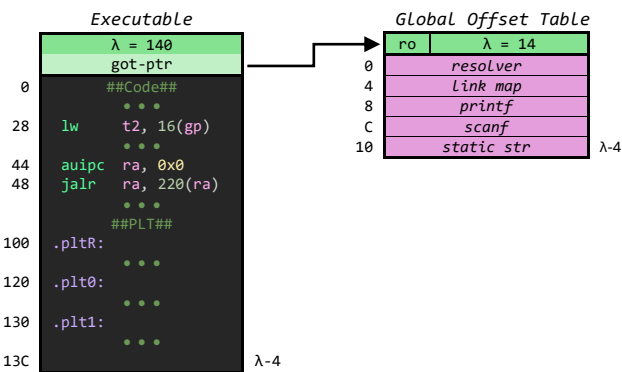 Executable
λ = 140
got-ptr
0 ##Code##
• • •
28 lw t2, 16(gp)
• • •
44 auipc ra, 0x0
48 jalr ra, 220(ra)
• • •
##PLT##
100 .pltR:
• • •
120 .plt0:
• • •
130 .plt1:
• • •
13C λ-4
Global Offset Table
ro λ = 14
0 resolver
4 link map
8 printf
C scanf
10 static str λ-4